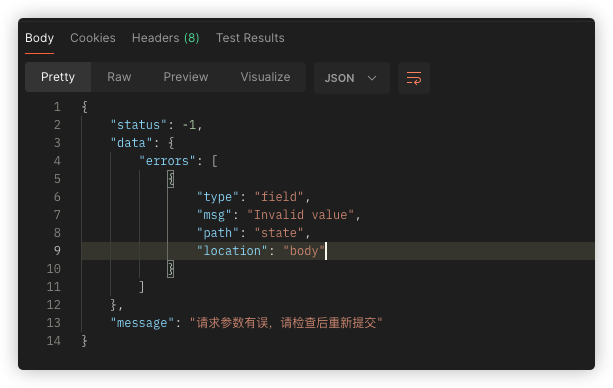 Body Cookies Headers (8) Test Results
Pretty Raw Preview Visualize JSON
1 {
2 "status": -1,
3 "data": {
4 "errors": [
5 {
6 "type": "field",
7 "msg": "Invalid value",
8 "path": "state",
9 "location": "body"
10 }
11 ]
12 },
13 "message": "请求参数有误，请检查后重新提交"
14 }